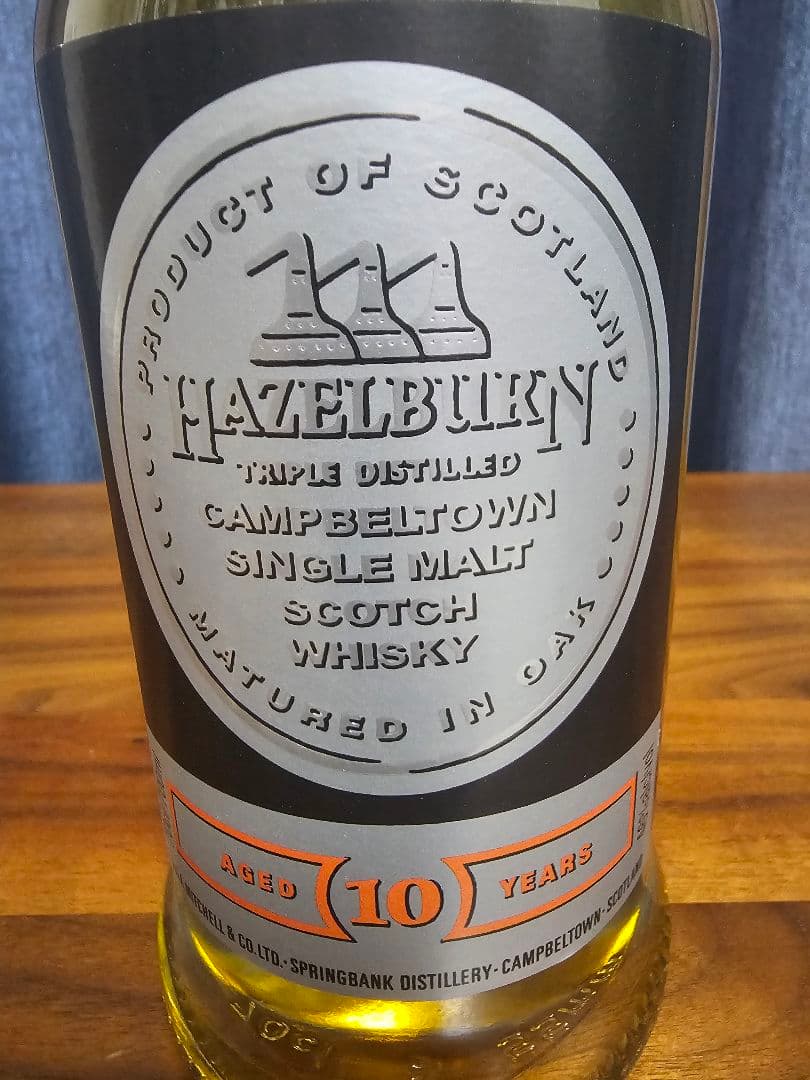 PRODUCT OF SCOTLAND
HAZELBURN
TRIPLE DISTILLED
CAMPBELTOWN
SINGLE MALT
SCOTCH
WHISKY
MATURED IN OAK
AGED 10 YEARS
MITCHELL & CO. LTD. · SPRINGBANK DISTILLERY · CAMPBELTOWN · SCOTLAND